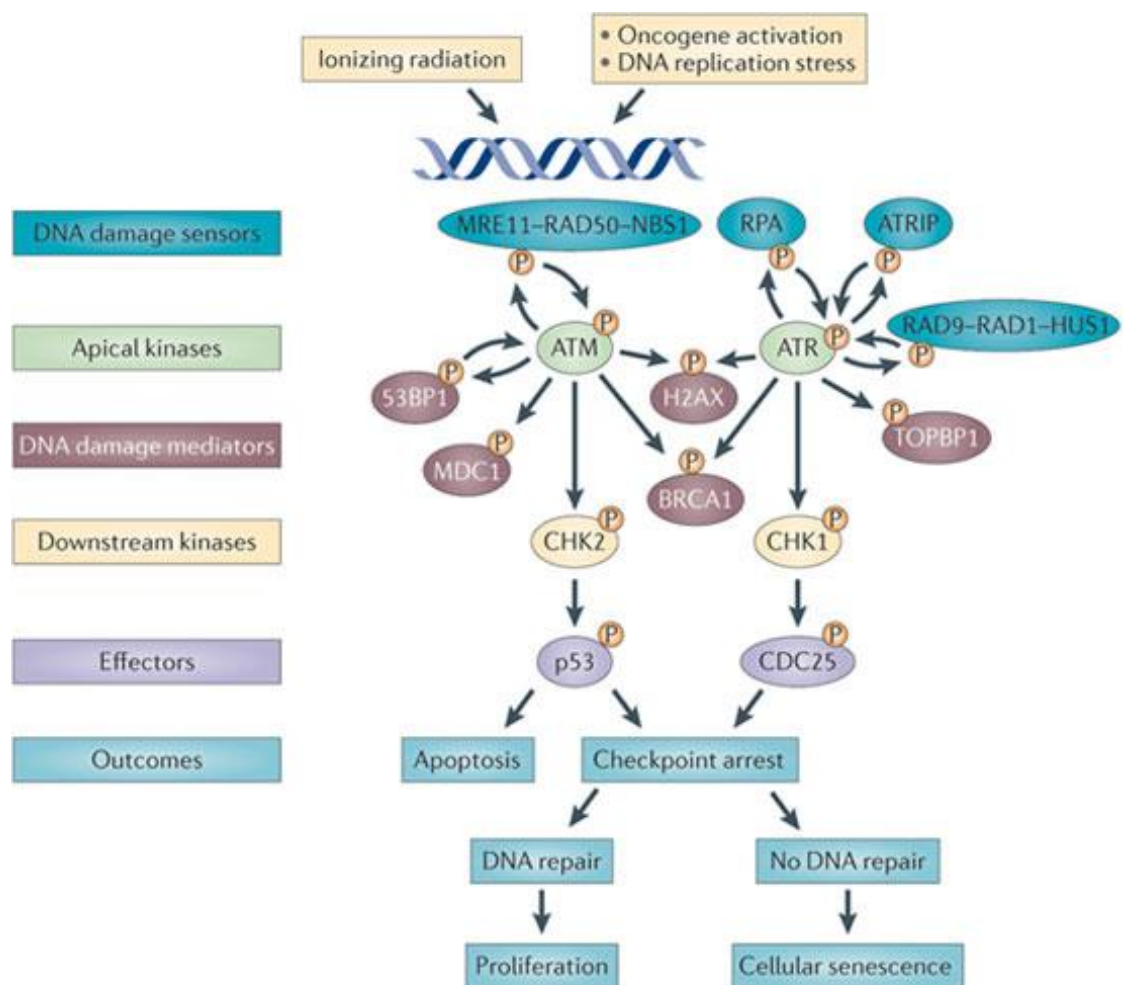 Ionizing radiation
• Oncogene activation
• DNA replication stress
DNA damage sensors
MRE11–RAD50–NBS1
RPA
ATRIP
P
P
P
RAD9–RAD1–HUS1
Apical kinases
ATM
P
ATR
P
P
53BP1
P
H2AX
P
TOPBP1
P
DNA damage mediators
MDC1
P
BRCA1
P
Downstream kinases
CHK2
P
CHK1
P
Effectors
p53
P
CDC25
P
Outcomes
Apoptosis
Checkpoint arrest
DNA repair
No DNA repair
Proliferation
Cellular senescence